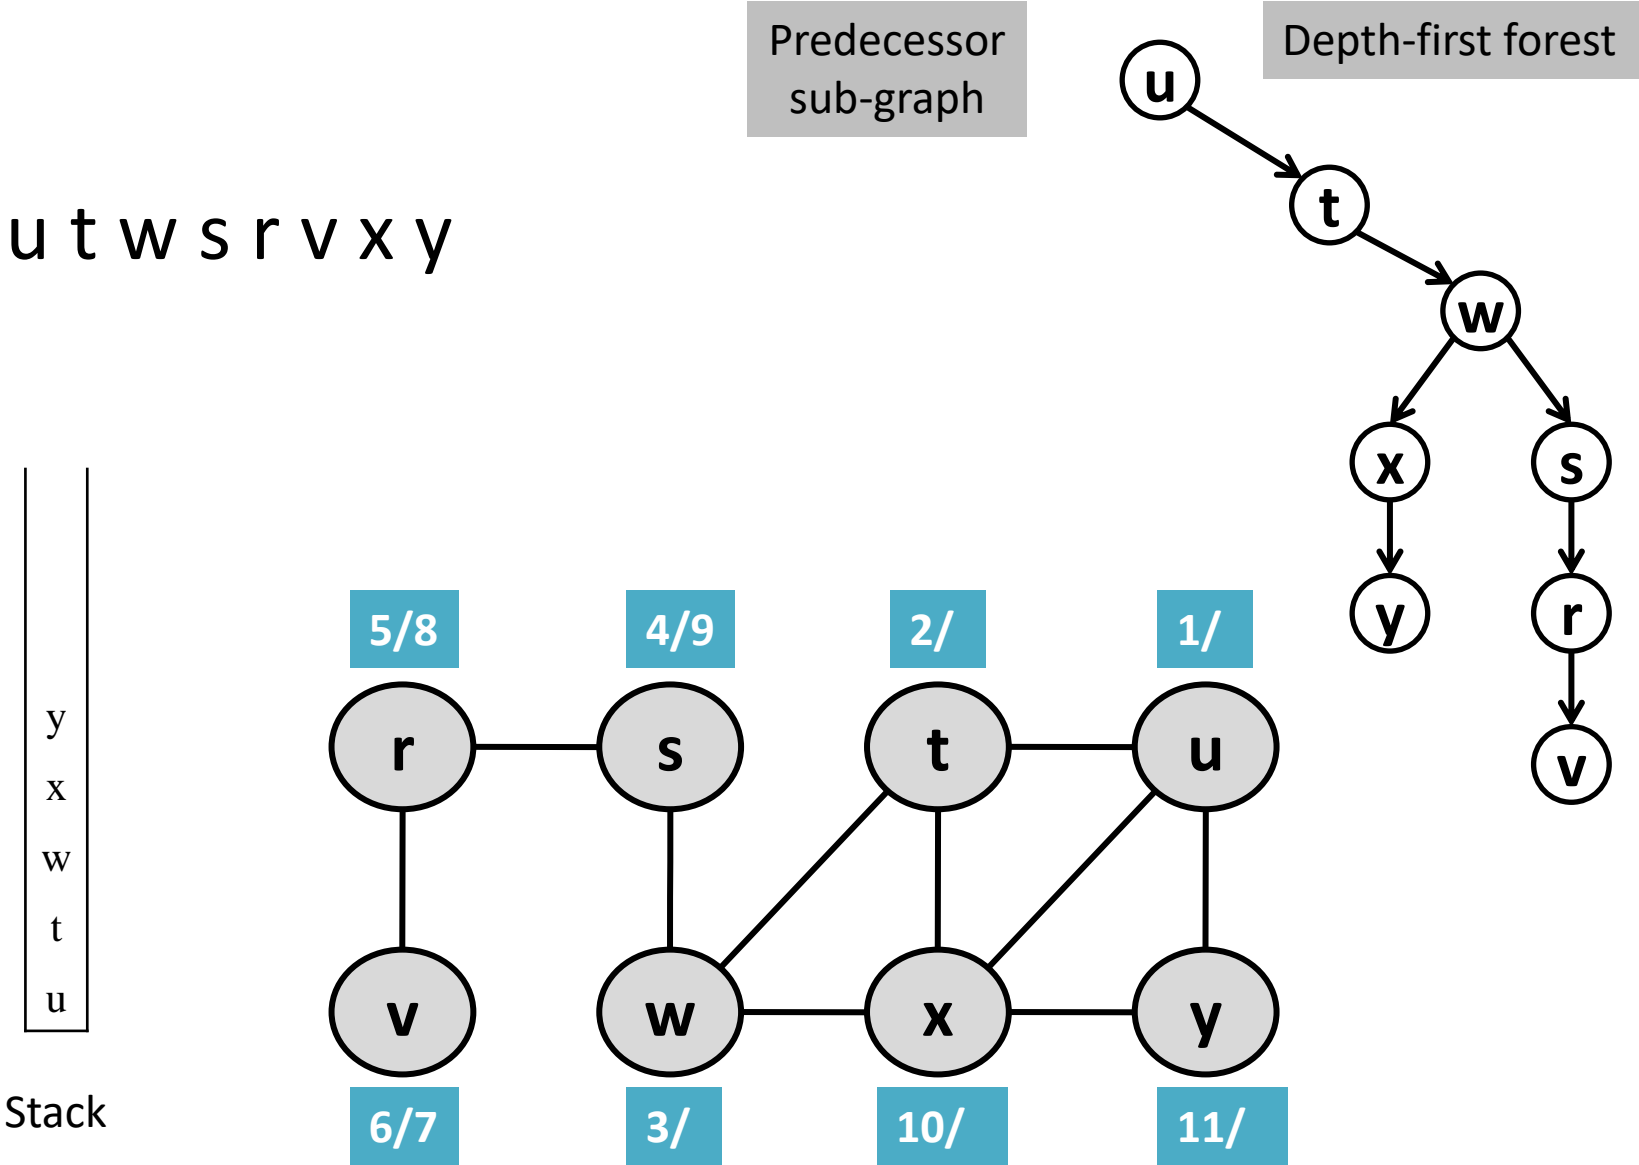 Predecessor
sub-graph
Depth-first forest
u
t
w
x s
y r
v
u t w s r v x y
y
x
w
t
u
Stack
5/8 4/9 2/ 1/
r s t u
v w x y
6/7 3/ 10/ 11/